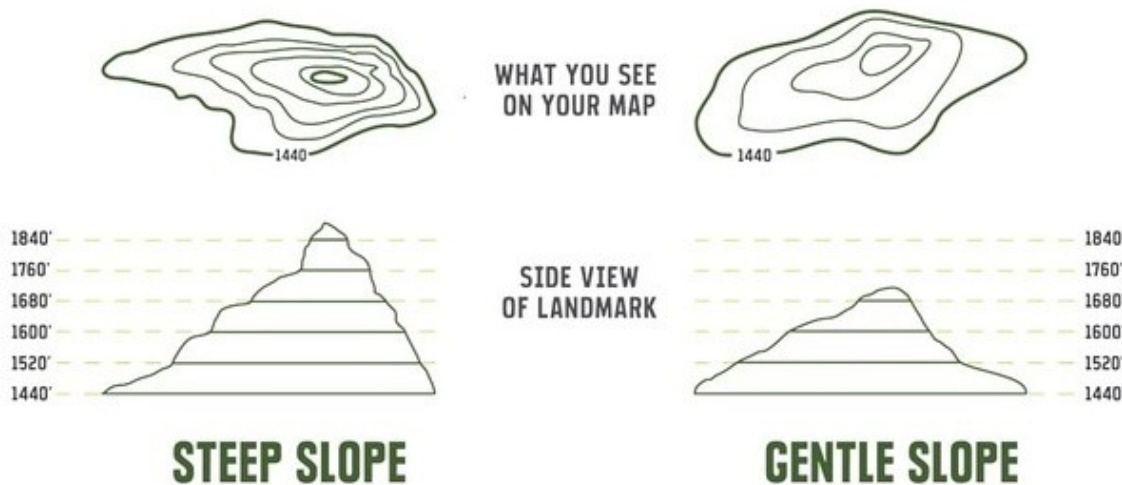 WHAT YOU SEE
ON YOUR MAP
1440
1440
1840'
1760'
1680'
1600'
1520'
1440'
SIDE VIEW
OF LANDMARK
1840'
1760'
1680'
1600'
1520'
1440'
STEEP SLOPE
GENTLE SLOPE